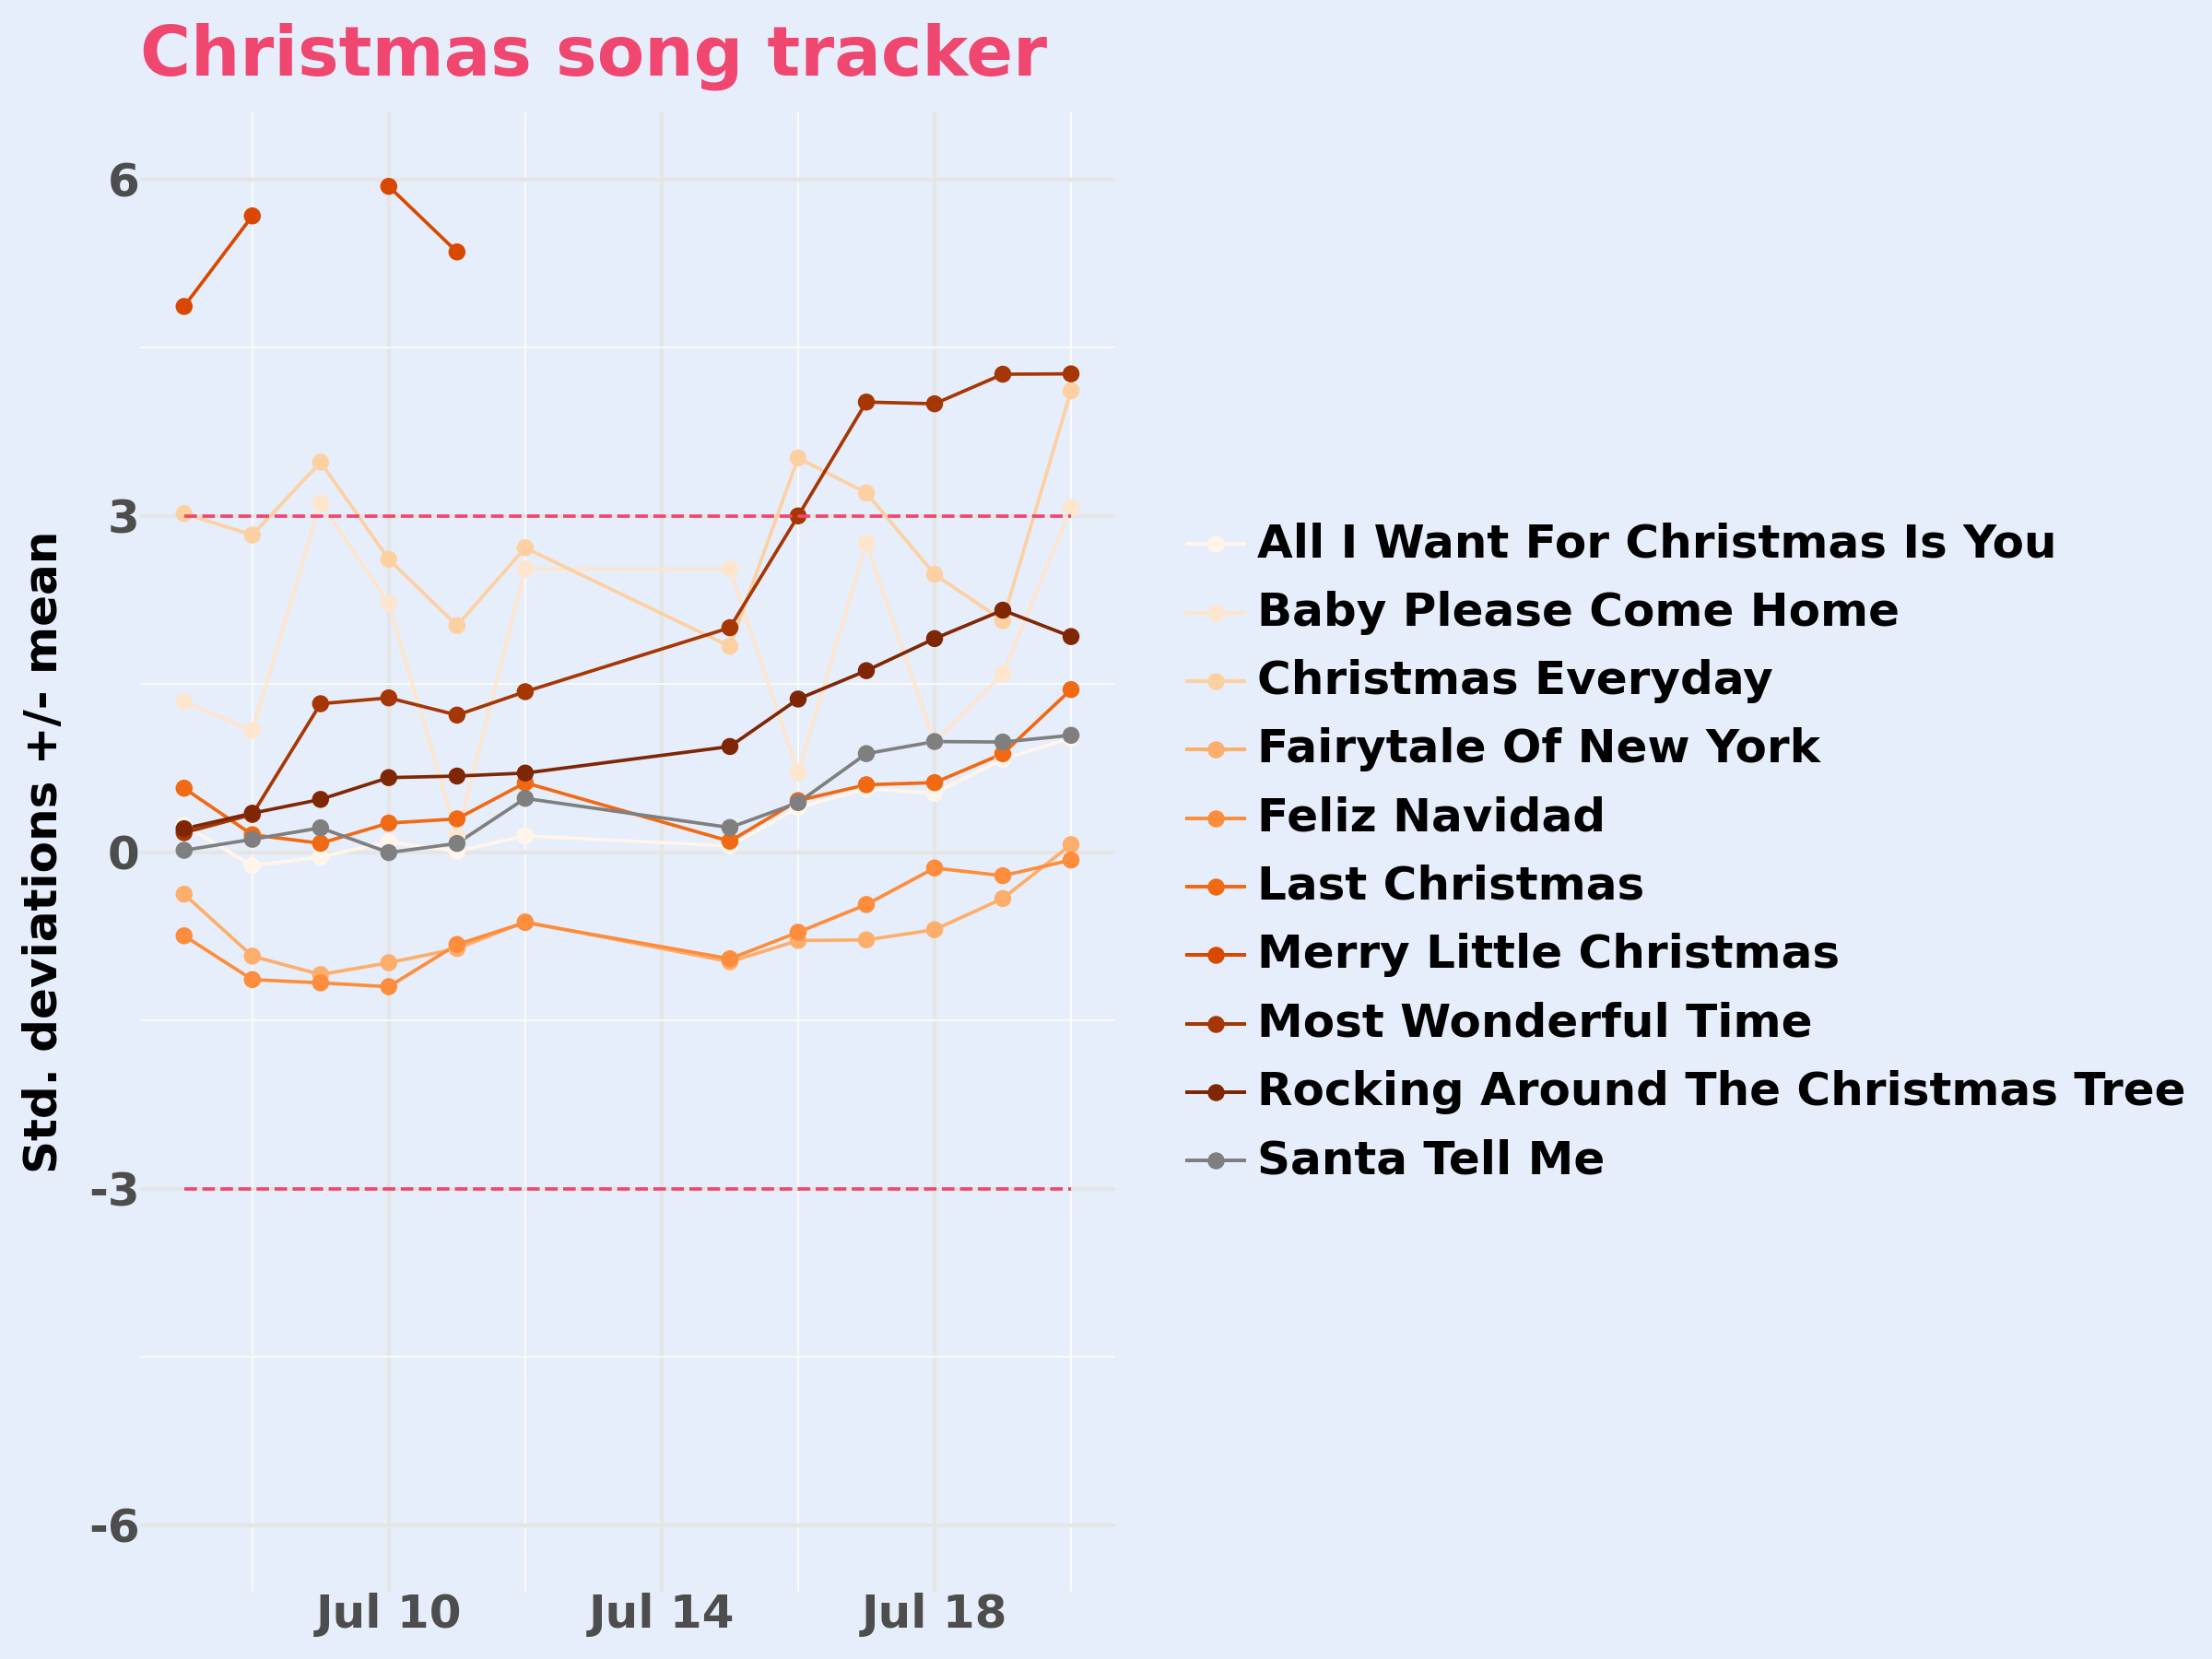 Christmas song tracker
Std. deviations +/- mean
6
3
0
-3
-6
Jul 10
Jul 14
Jul 18
All I Want For Christmas Is You
Baby Please Come Home
Christmas Everyday
Fairytale Of New York
Feliz Navidad
Last Christmas
Merry Little Christmas
Most Wonderful Time
Rocking Around The Christmas Tree
Santa Tell Me